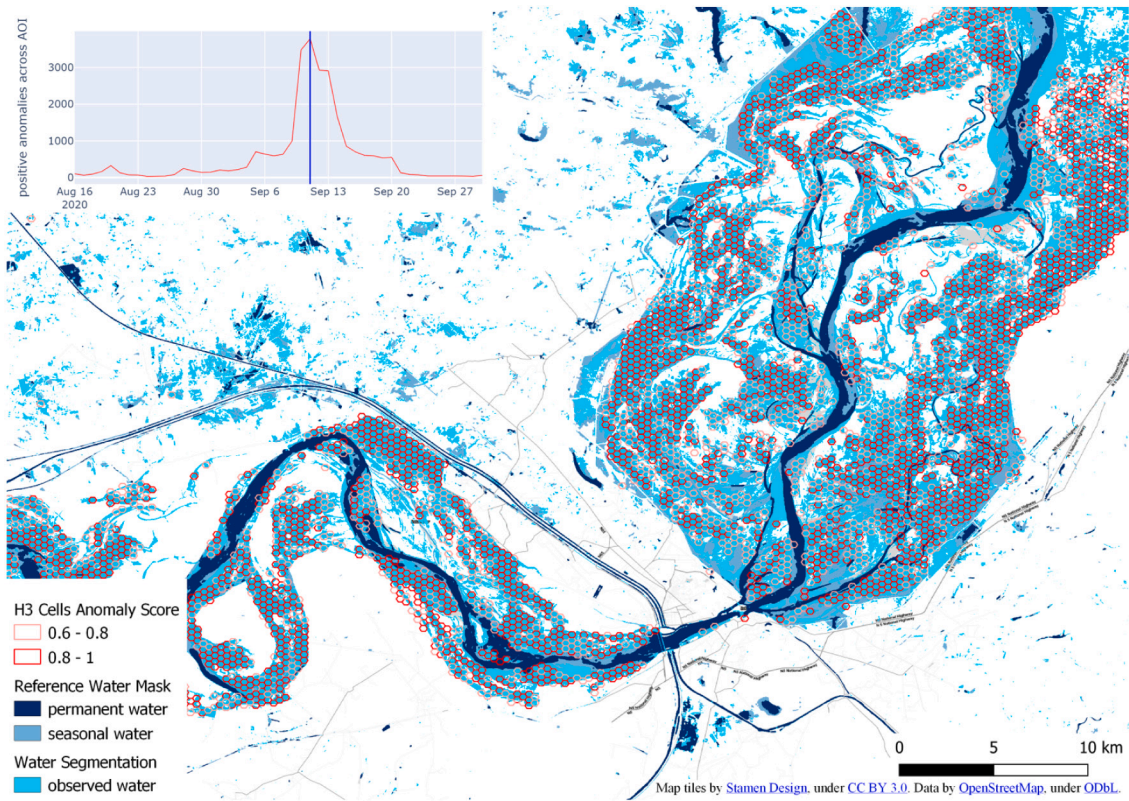 positive anomalies across AOI
3000
2000
1000
0
Aug 16
2020
Aug 23
Aug 30
Sep 6
Sep 13
Sep 20
Sep 27
H3 Cells Anomaly Score
0.6 - 0.8
0.8 - 1
Reference Water Mask
permanent water
seasonal water
Water Segmentation
observed water
0 5 10 km
Map tiles by Stamen Design, under CC BY 3.0. Data by OpenStreetMap, under ODbL.